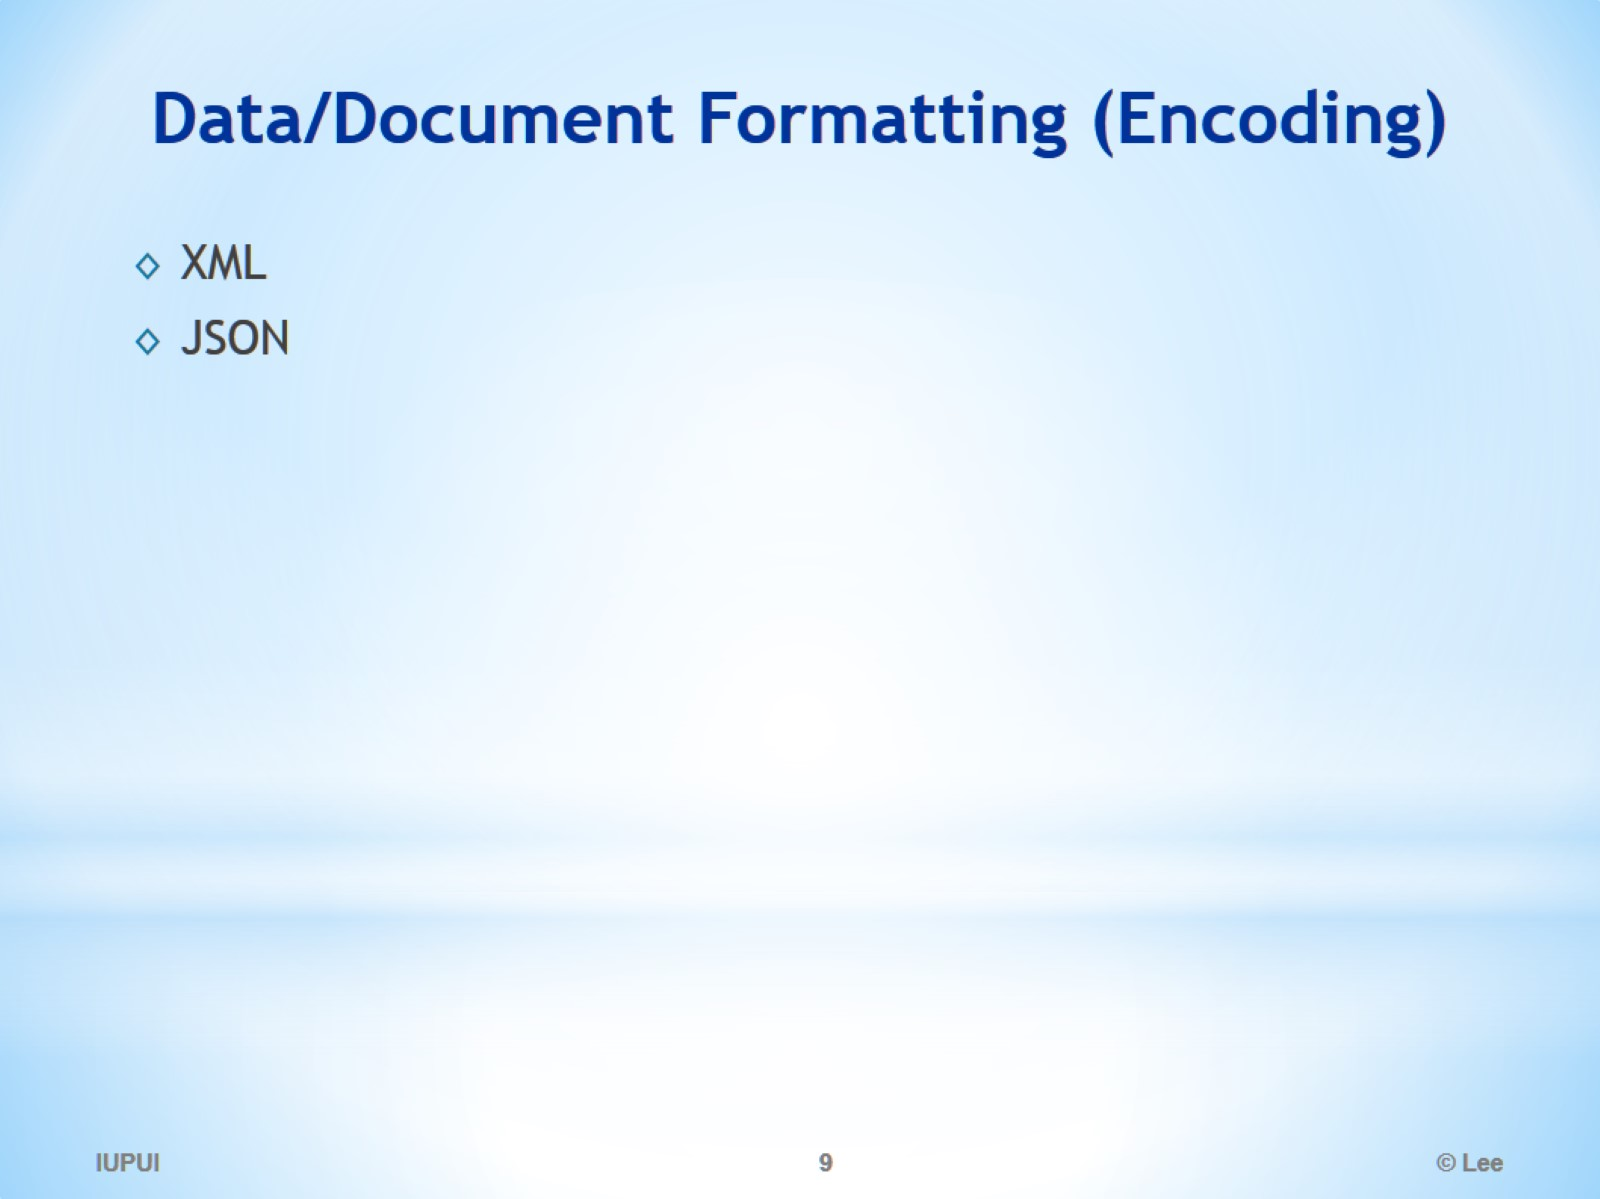 Data/Document Formatting (Encoding)
XML
JSON
IUPUI
9
© Lee